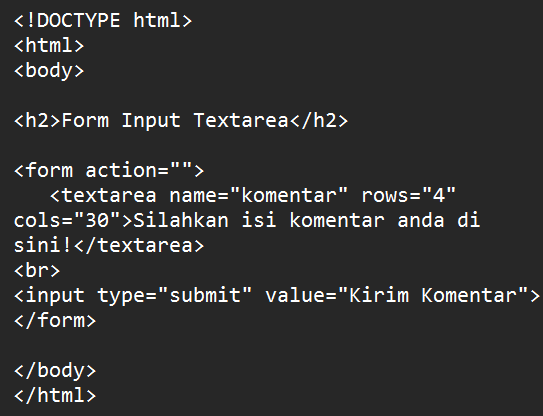 <!DOCTYPE html>
<html>
<body>

<h2>Form Input Textarea</h2>

<form action="">
   <textarea name="komentar" rows="4"
cols="30">Silahkan isi komentar anda di
sini!</textarea>
<br>
<input type="submit" value="Kirim Komentar">
</form>

</body>
</html>